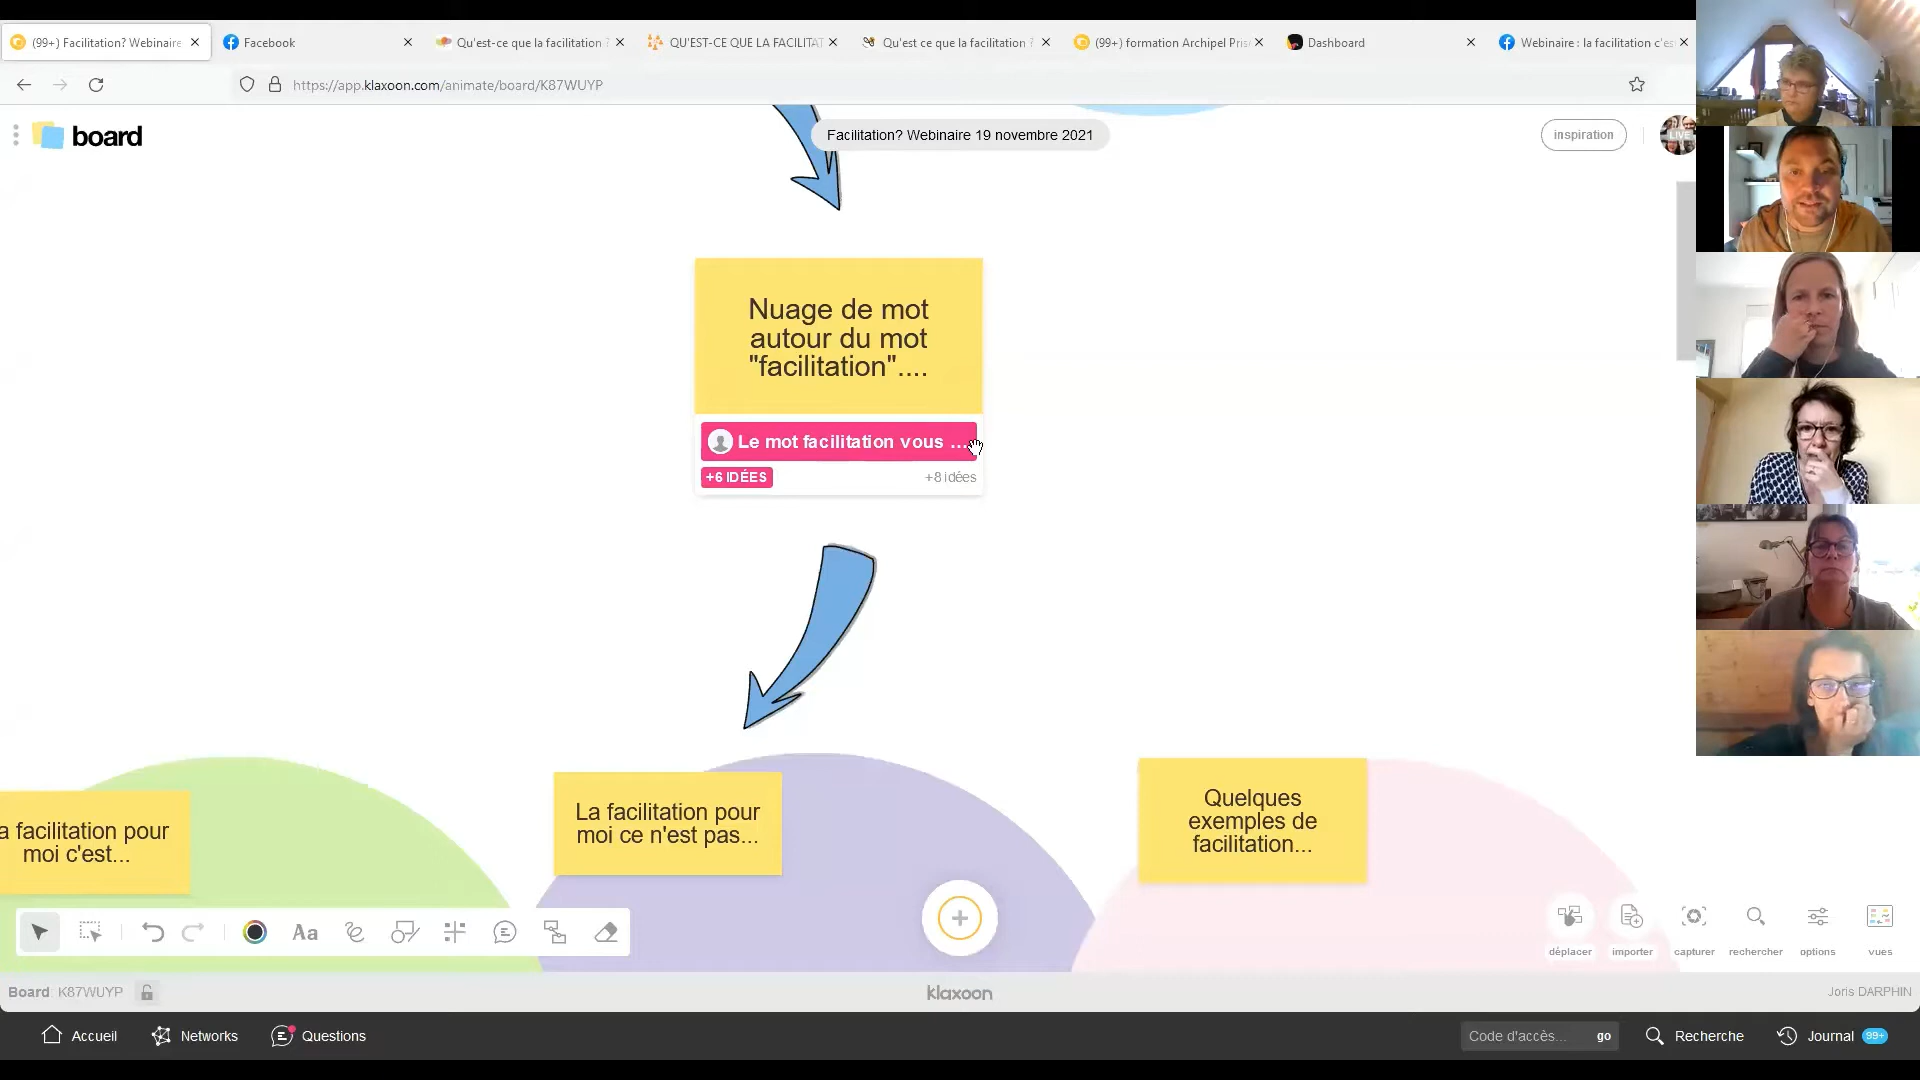 (99+) Facilitation? Webinaire
Facebook
Qu'est-ce que la facilitation ?
QU'EST-CE QUE LA FACILITAT
Qu'est ce que la facilitation ?
(99+) formation Archipel Pris
Dashboard
Webinaire : la facilitation c'es
https://app.klaxoon.com/animate/board/K87WUYP
board
Facilitation? Webinaire 19 novembre 2021
inspiration
LIVE
Nuage de mot
autour du mot
"facilitation"....
Le mot facilitation vous ...
+6 IDÉES
+8 idées
a facilitation pour
moi c'est...
La facilitation pour
moi ce n'est pas...
Quelques
exemples de
facilitation...
Aa
déplacer
importer
capturer
rechercher
options
vues
Board: K87WUYP
klaxoon
Joris DARPHIN
Accueil
Networks
Questions
Code d'accès...
go
Recherche
Journal
99+